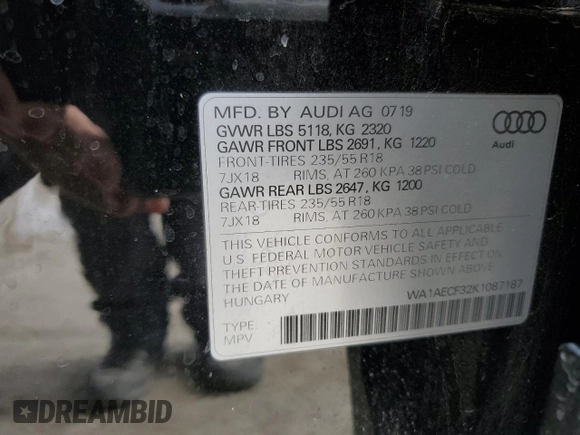 MFD. BY AUDI AG 07 19
GVWR LBS 5118, KG 2320
GAWR FRONT LBS 2691, KG 1220
FRONT-TIRES 235/55 R18
7JX18 RIMS, AT 260 KPA 38 PSI COLD
GAWR REAR LBS 2647, KG 1200
REAR-TIRES 235/55 R18
7JX18 RIMS, AT 260 KPA 38 PSI COLD
Audi
THIS VEHICLE CONFORMS TO ALL APPLICABLE
U.S. FEDERAL MOTOR VEHICLE SAFETY AND
THEFT PREVENTION STANDARDS IN EFFECT ON
THE DATE OF MANUFACTURE SHOWN ABOVE.
HUNGARY
WA1AECF32K1087187
TYPE:
MPV
DREAMBID